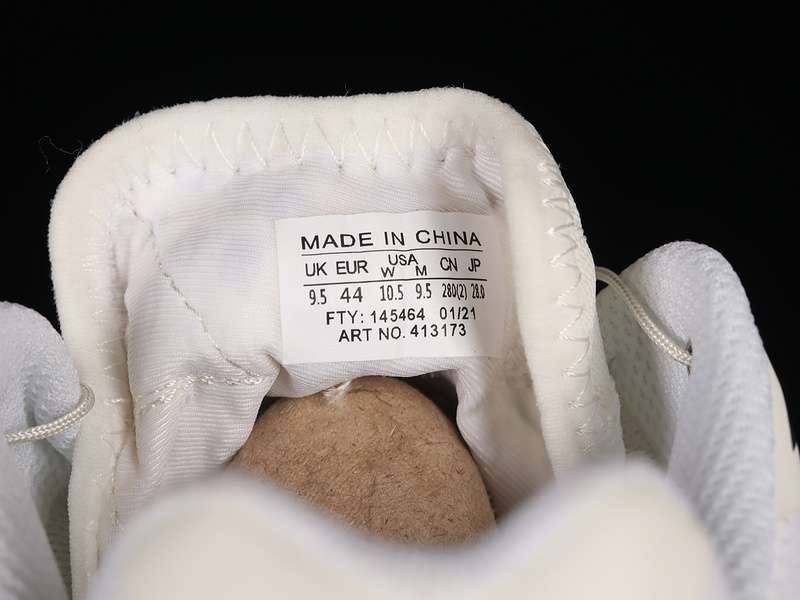 MADE IN CHINA
UK EUR USA W M CN JP
9.5 44 10.5 9.5 280(2) 28.0
FTY: 145464 01/21
ART NO. 413173